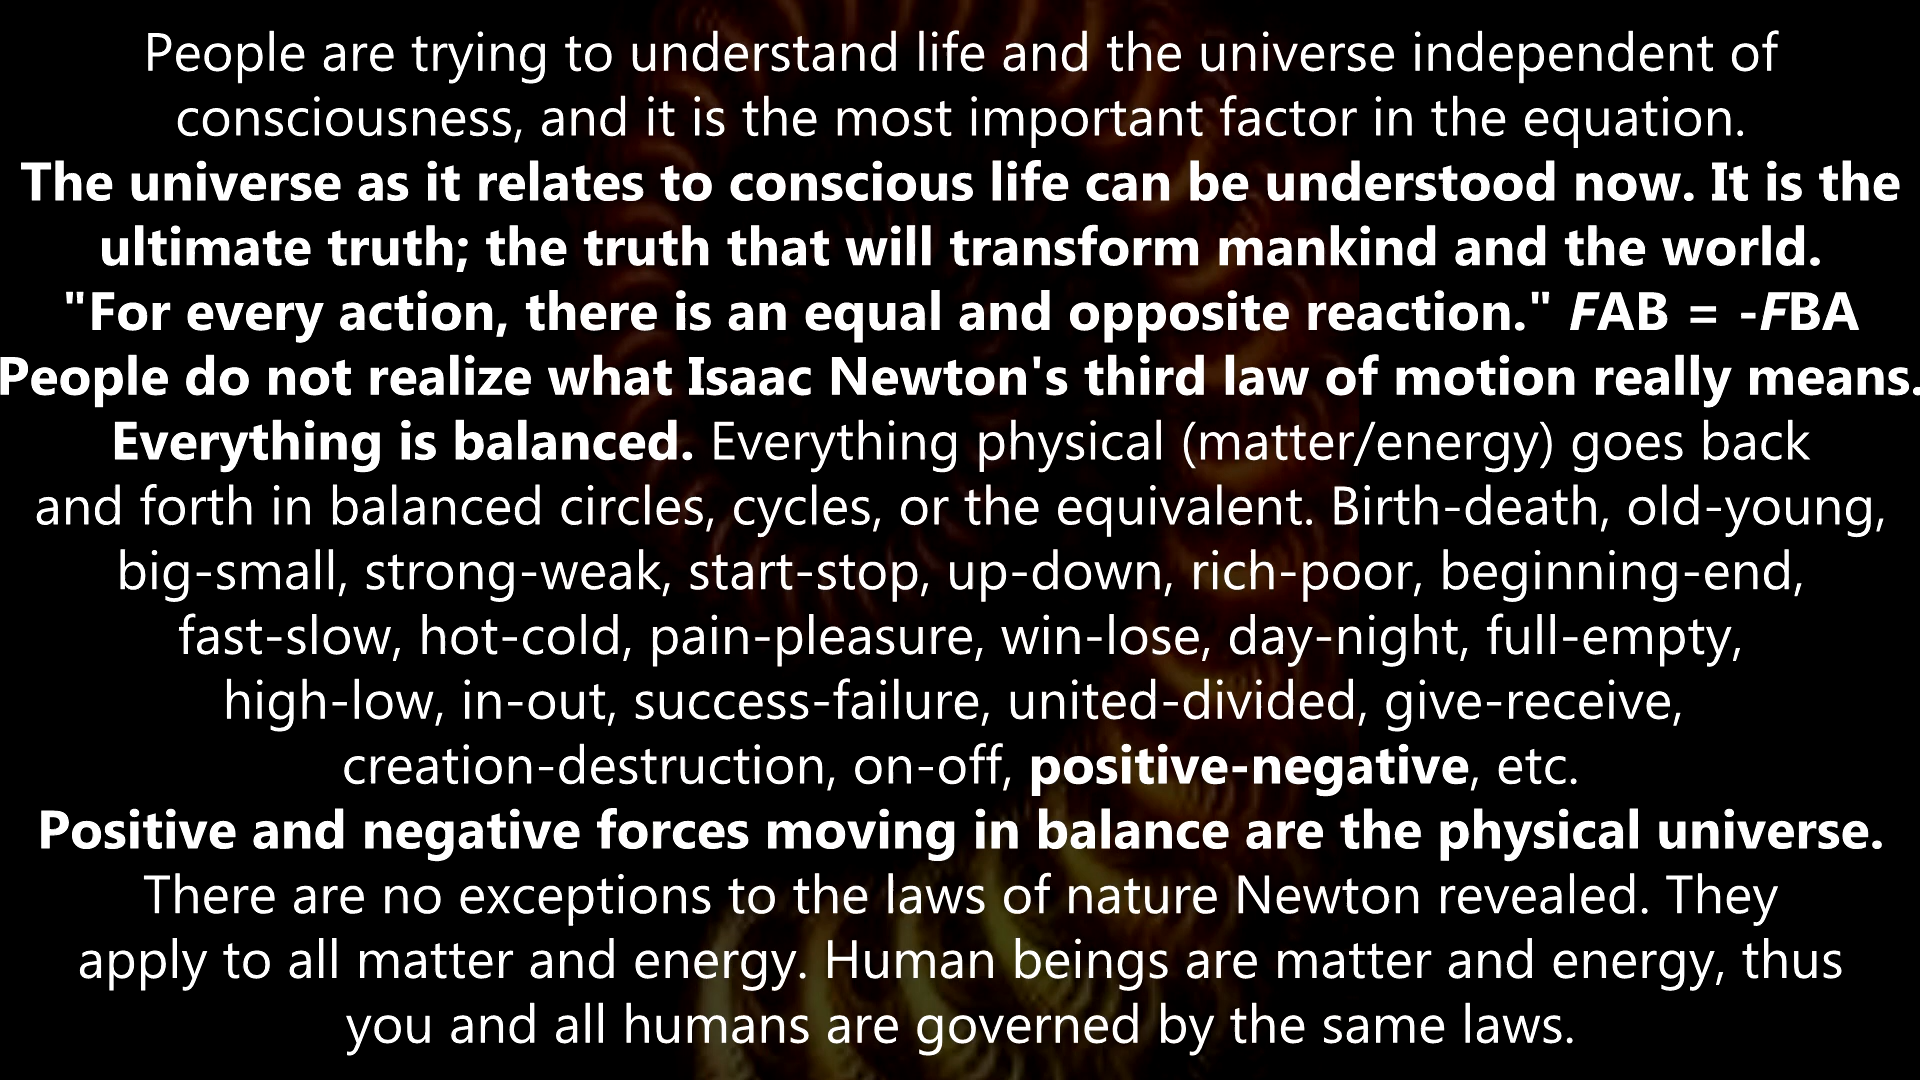 People are trying to understand life and the universe independent of
consciousness, and it is the most important factor in the equation.
The universe as it relates to conscious life can be understood now. It is the
ultimate truth; the truth that will transform mankind and the world.
"For every action, there is an equal and opposite reaction." FAB = -FBA
People do not realize what Isaac Newton's third law of motion really means.
Everything is balanced. Everything physical (matter/energy) goes back
and forth in balanced circles, cycles, or the equivalent. Birth-death, old-young,
big-small, strong-weak, start-stop, up-down, rich-poor, beginning-end,
fast-slow, hot-cold, pain-pleasure, win-lose, day-night, full-empty,
high-low, in-out, success-failure, united-divided, give-receive,
creation-destruction, on-off, positive-negative, etc.
Positive and negative forces moving in balance are the physical universe.
There are no exceptions to the laws of nature Newton revealed. They
apply to all matter and energy. Human beings are matter and energy, thus
you and all humans are governed by the same laws.